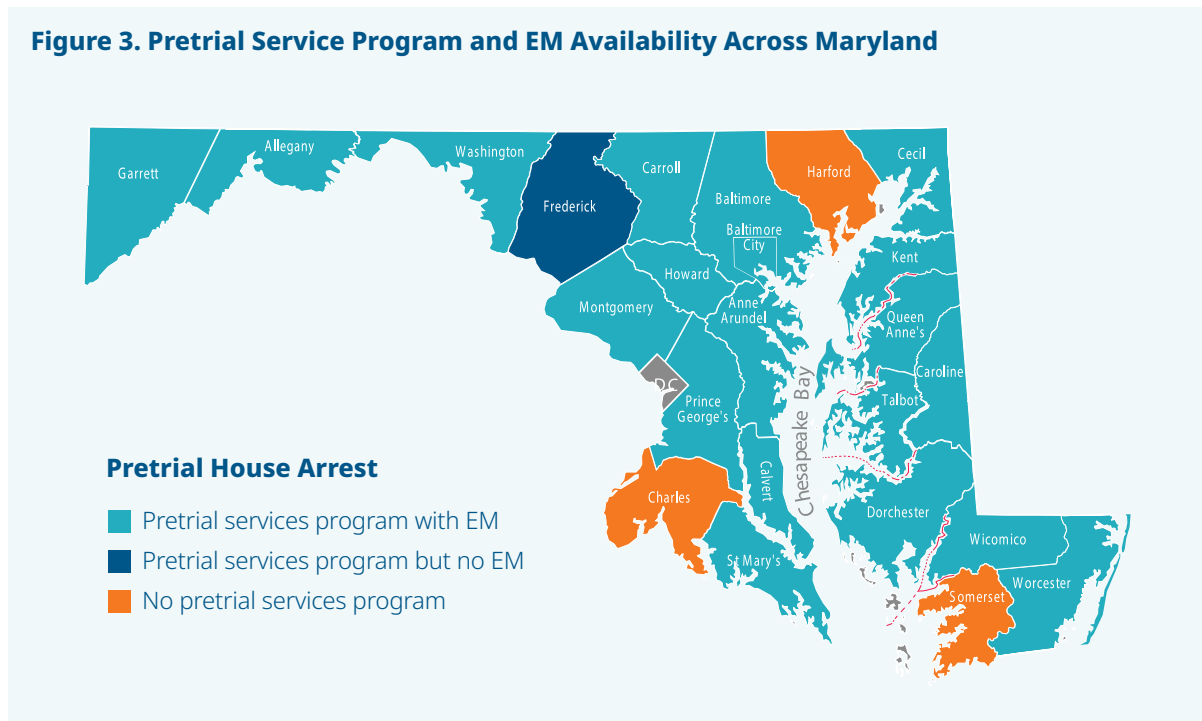 Figure 3. Pretrial Service Program and EM Availability Across Maryland
Garrett
Allegany
Washington
Frederick
Carroll
Baltimore
Baltimore
City
Harford
Cecil
Kent
Howard
Montgomery
Anne
Arundel
Queen
Anne's
Caroline
Talbot
DC
Prince
George's
Chesapeake Bay
Calvert
Charles
St Mary's
Dorchester
Wicomico
Worcester
Somerset
Pretrial House Arrest
Pretrial services program with EM
Pretrial services program but no EM
No pretrial services program